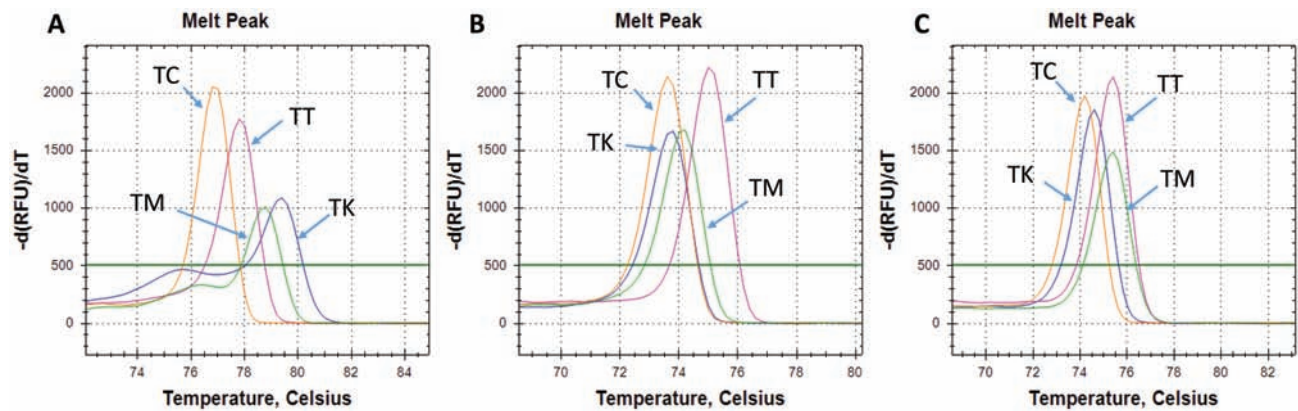 A
Melt Peak
2000
1500
1000
500
0
-d(RFU)/dT
TC
TT
TM
TK
74 76 78 80 82 84
Temperature, Celsius
B
Melt Peak
2000
1500
1000
500
0
-d(RFU)/dT
TC
TT
TK
TM
70 72 74 76 78 80
Temperature, Celsius
C
Melt Peak
2000
1500
1000
500
0
-d(RFU)/dT
TC
TT
TK
TM
70 72 74 76 78 80 82
Temperature, Celsius